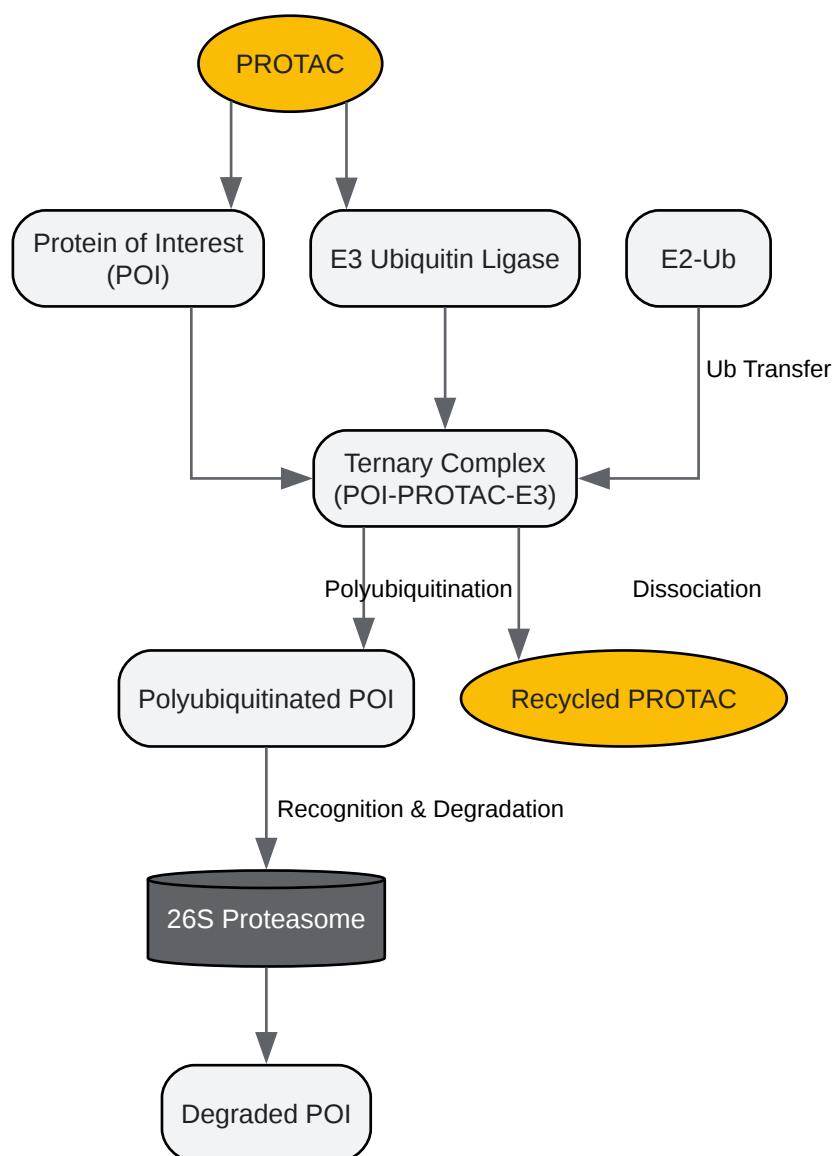 PROTAC
Protein of Interest
(POI)
E3 Ubiquitin Ligase
E2-Ub
Ub Transfer
Ternary Complex
(POI-PROTAC-E3)
Polyubiquitination
Dissociation
Polyubiquitinated POI
Recycled PROTAC
Recognition & Degradation
26S Proteasome
Degraded POI